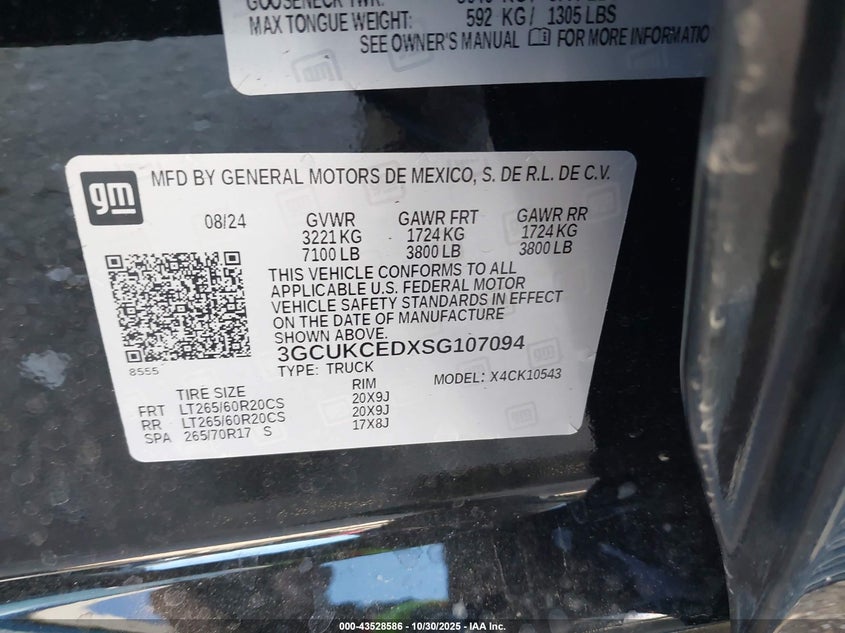 MAX TONGUE WEIGHT: 592 KG / 1305 LBS
SEE OWNER'S MANUAL FOR MORE INFORMATIO
gm
MFD BY GENERAL MOTORS DE MEXICO, S. DE R.L. DE C.V.
08/24 GVWR GAWR FRT GAWR RR
3221 KG 1724 KG 1724 KG
7100 LB 3800 LB 3800 LB
THIS VEHICLE CONFORMS TO ALL
APPLICABLE U.S. FEDERAL MOTOR
VEHICLE SAFETY STANDARDS IN EFFECT
ON THE DATE OF MANUFACTURE
SHOWN ABOVE.
3GCUKCEDXSG107094
8555 TYPE: TRUCK MODEL: X4CK10543
TIRE SIZE RIM
FRT LT265/60R20CS 20X9J
RR LT265/60R20CS 20X9J
SPA 265/70R17 S 17X8J
000-43528586 - 10/30/2025 - IAA Inc.